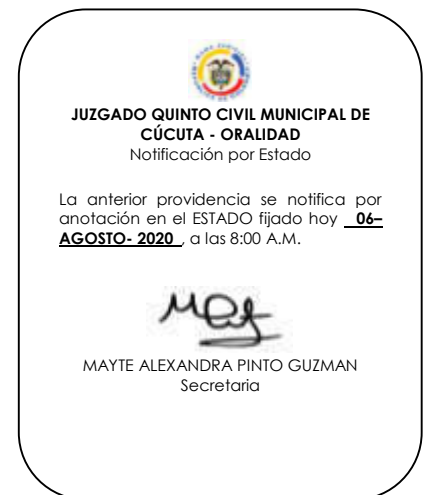 JUZGADO QUINTO CIVIL MUNICIPAL DE
CÚCUTA - ORALIDAD
Notificación por Estado
La anterior providencia se notifica por
anotación en el ESTADO fijado hoy 06–
AGOSTO- 2020 , a las 8:00 A.M.
MAYTE ALEXANDRA PINTO GUZMAN
Secretaria